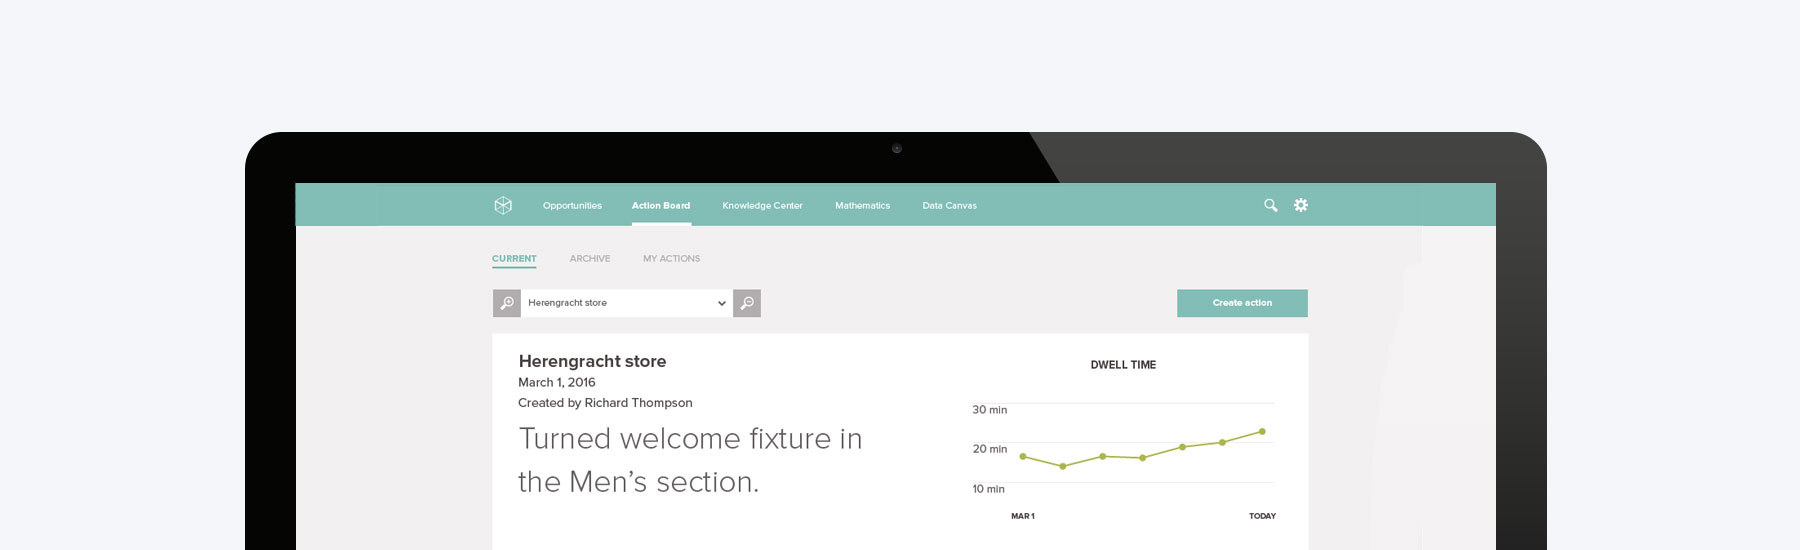 Opportunities Action Board Knowledge Center Mathematics Data Canvas
CURRENT ARCHIVE MY ACTIONS
Herengracht store
Create action
Herengracht store
March 1, 2016
Created by Richard Thompson
Turned welcome fixture in
the Men’s section.
DWELL TIME
30 min
20 min
10 min
MAR 1 TODAY